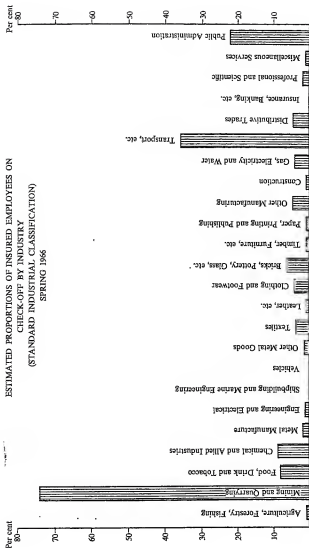 ESTIMATED PROPORTIONS OF INSURED EMPLOYEES ON
CHECK-OFF BY INDUSTRY
(STANDARD INDUSTRIAL CLASSIFICATION)
SPRING 1966
Per cent
80
70
60
50
40
30
20
10
Per cent
80
70
60
50
40
30
20
10
Agriculture, Forestry, Fishing
Mining and Quarrying
Food, Drink and Tobacco
Chemical and Allied Industries
Metal Manufacture
Engineering and Electrical
Shipbuilding and Marine Engineering
Vehicles
Other Metal Goods
Textiles
Leather, etc.
Clothing and Footwear
Bricks, Pottery, Glass, etc.
Timber, Furniture, etc.
Paper, Printing and Publishing
Other Manufacturing
Construction
Gas, Electricity and Water
Transport, etc.
Distributive Trades
Insurance, Banking, etc.
Professional and Scientific
Miscellaneous Services
Public Administration